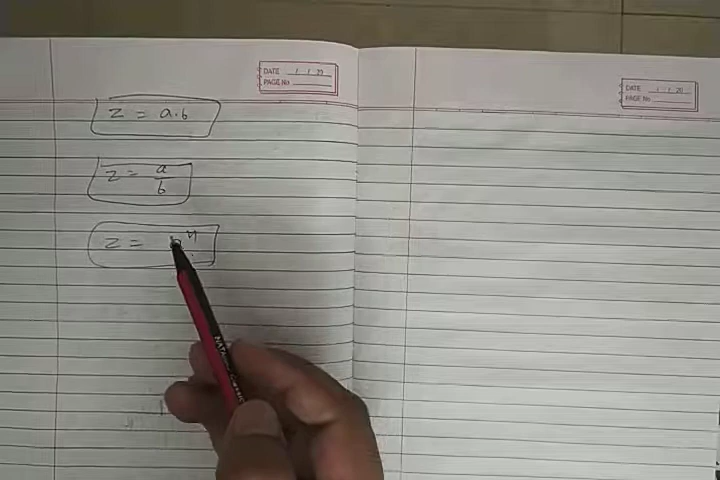 DATE / / 20
PAGE No
DATE / / 20
PAGE No
z = a.b
z = a
b
z =